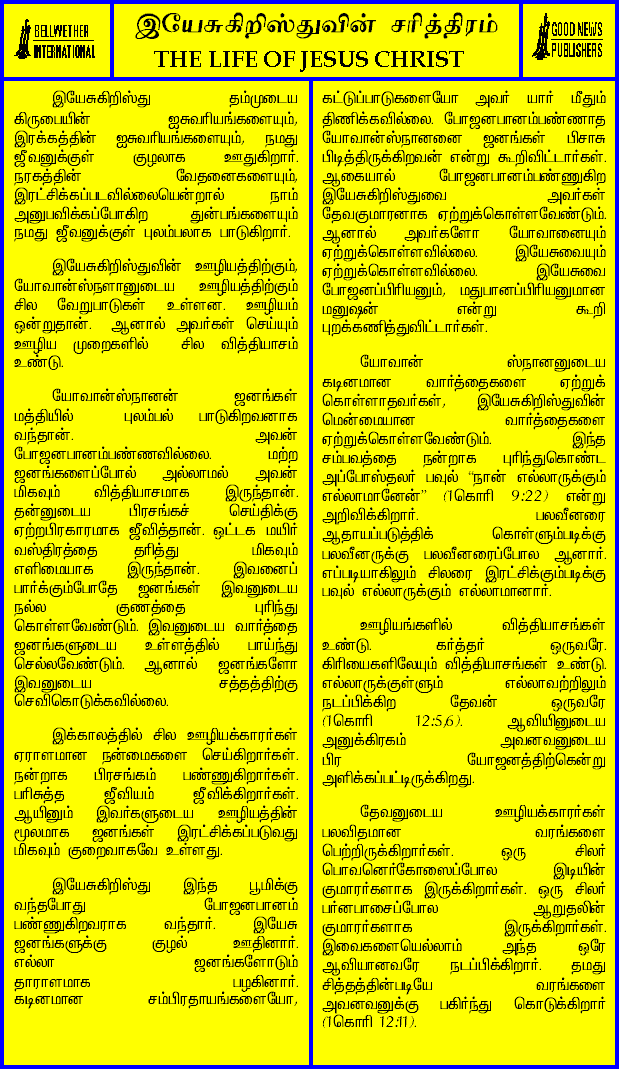 BELLWETHER
INTERNATIONAL
இயேசுகிறிஸ்துவின் சரித்திரம்
THE LIFE OF JESUS CHRIST
GOOD NEWS
PUBLISHERS
இயேசுகிறிஸ்து தம்முடைய
கிருபையின் ஐசுவரியங்களையும்,
இரக்கத்தின் ஐசுவரியங்களையும், நமது
ஜீவனுக்குள் குழலாக ஊதுகிறார்.
நரகத்தின் வேதனைகளையும்,
இரட்சிக்கப்படவில்லையென்றால் நாம்
அனுபவிக்கப்போகிற துன்பங்களையும்
நமது ஜீவனுக்குள் புலம்பலாக பாடுகிறார்.
இயேசுகிறிஸ்துவின் ஊழியத்திற்கும்,
யோவான்ஸ்நானுடைய ஊழியத்திற்கும்
சில வேறுபாடுகள் உள்ளன. ஊழியம்
ஒன்றுதான். ஆனால் அவர்கள் செய்யும்
ஊழிய முறைகளில் சில வித்தியாசம்
உண்டு.
யோவான்ஸ்நானன் ஜனங்கள்
மத்தியில் புலம்பல் பாடுகிறவனாக
வந்தான். அவன்
போஜனபானம்பண்ணவில்லை. மற்ற
ஜனங்களைப்போல் அல்லாமல் அவன்
மிகவும் வித்தியாசமாக இருந்தான்.
தன்னுடைய பிரசங்கச் செய்திக்கு
ஏற்றபிரகாரமாக ஜீவித்தான். ஒட்டக மயிர்
வஸ்திரத்தை தரித்து மிகவும்
எளிமையாக இருந்தான். இவனைப்
பார்க்கும்போதே ஜனங்கள் இவனுடைய
நல்ல குணத்தை புரிந்து
கொள்ளவேண்டும். இவனுடைய வார்த்தை
ஜனங்களுடைய உள்ளத்தில் பாய்ந்து
செல்லவேண்டும். ஆனால் ஜனங்களோ
இவனுடைய சத்தத்திற்கு
செவிகொடுக்கவில்லை.
இக்காலத்தில் சில ஊழியக்காரர்கள்
ஏராளமான நன்மைகளை செய்கிறார்கள்.
நன்றாக பிரசங்கம் பண்ணுகிறார்கள்.
பரிசுத்த ஜீவியம் ஜீவிக்கிறார்கள்.
ஆயினும் இவர்களுடைய ஊழியத்தின்
மூலமாக ஜனங்கள் இரட்சிக்கப்படுவது
மிகவும் குறைவாகவே உள்ளது.
இயேசுகிறிஸ்து இந்த பூமிக்கு
வந்தபோது போஜனபானம்
பண்ணுகிறவராக வந்தார். இயேசு
ஜனங்களுக்கு குழல் ஊதினார்.
எல்லா ஜனங்களோடும்
தாராளமாக பழகினார்.
கடினமான சம்பிரதாயங்களையோ,
கட்டுப்பாடுகளையோ அவர் யார் மீதும்
திணிக்கவில்லை. போஜனபானம்பண்ணாத
யோவான்ஸ்நானனை ஜனங்கள் பிசாசு
பிடித்திருக்கிறவன் என்று கூறிவிட்டார்கள்.
ஆகையால் போஜனபானம்பண்ணுகிற
இயேசுகிறிஸ்துவை அவர்கள்
தேவகுமாரனாக ஏற்றுக்கொள்ளவேண்டும்.
ஆனால் அவர்களோ யோவானையும்
ஏற்றுக்கொள்ளவில்லை. இயேசுவையும்
ஏற்றுக்கொள்ளவில்லை. இயேசுவை
போஜனப்பிரியனும், மதுபானப்பிரியனுமான
மனுஷன் என்று கூறி
புறக்கணித்துவிட்டார்கள்.
யோவான் ஸ்நானனுடைய
கடினமான வார்த்தைகளை ஏற்றுக்
கொள்ளாதவர்கள், இயேசுகிறிஸ்துவின்
மென்மையான வார்த்தைகளை
ஏற்றுக்கொள்ளவேண்டும். இந்த
சம்பவத்தை நன்றாக புரிந்துகொண்ட
அப்போஸ்தலர் பவுல் “நான் எல்லாருக்கும்
எல்லாமானேன்” (1கொரி 9:22) என்று
அறிவிக்கிறார். பலவீனரை
ஆதாயப்படுத்திக் கொள்ளும்படிக்கு
பலவீனருக்கு பலவீனரைப்போல ஆனார்.
எப்படியாகிலும் சிலரை இரட்சிக்கும்படிக்கு
பவுல் எல்லாருக்கும் எல்லாமானார்.
ஊழியங்களில் வித்தியாசங்கள்
உண்டு. கர்த்தர் ஒருவரே.
கிரியைகளிலேயும் வித்தியாசங்கள் உண்டு.
எல்லாருக்குள்ளும் எல்லாவற்றிலும்
நடப்பிக்கிற தேவன் ஒருவரே
(1கொரி 12:5,6). ஆவியினுடைய
அனுக்கிரகம் அவனவனுடைய
பிர யோஜனத்திற்கென்று
அளிக்கப்பட்டிருக்கிறது.
தேவனுடைய ஊழியக்காரர்கள்
பலவிதமான வரங்களை
பெற்றிருக்கிறார்கள். ஒரு சிலர்
பொவனெர்கோஸைப்போல இடியின்
குமாரர்களாக இருக்கிறார்கள். ஒரு சிலர்
பர்னபாசைப்போல ஆறுதலின்
குமாரர்களாக இருக்கிறார்கள்.
இவைகளையெல்லாம் அந்த ஒரே
ஆவியானவரே நடப்பிக்கிறார். தமது
சித்தத்தின்படியே வரங்களை
அவனவனுக்கு பகிர்ந்து கொடுக்கிறார்
(1கொரி 12:11).